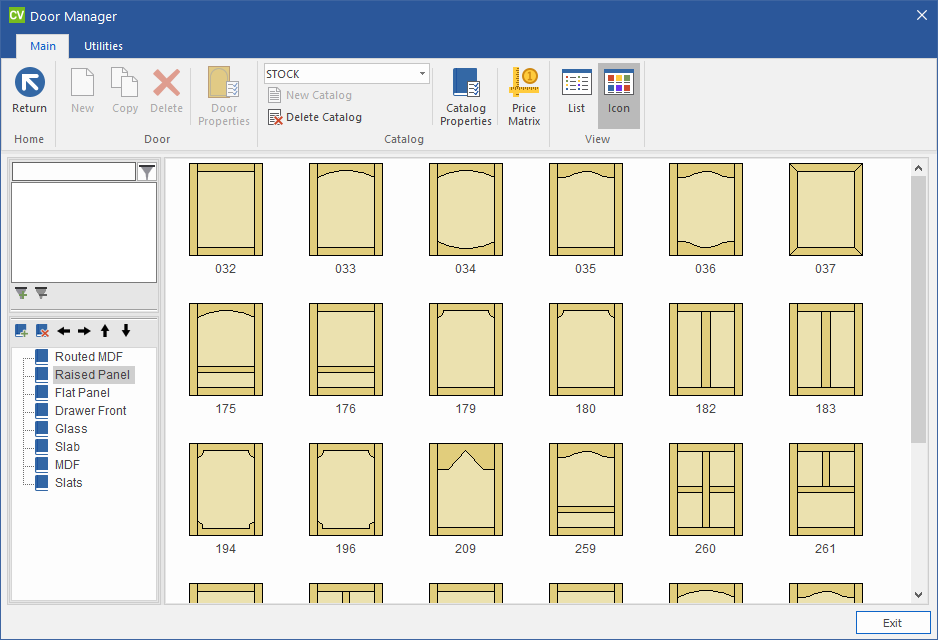 CV Door Manager
Main Utilities
Return New Copy Delete Door Properties
STOCK
New Catalog
Delete Catalog
Catalog Properties Price Matrix List Icon
Home Door Catalog View
032 033 034 035 036 037
175 176 179 180 182 183
194 196 209 259 260 261
Routed MDF
Raised Panel
Flat Panel
Drawer Front
Glass
Slab
MDF
Slats
Exit